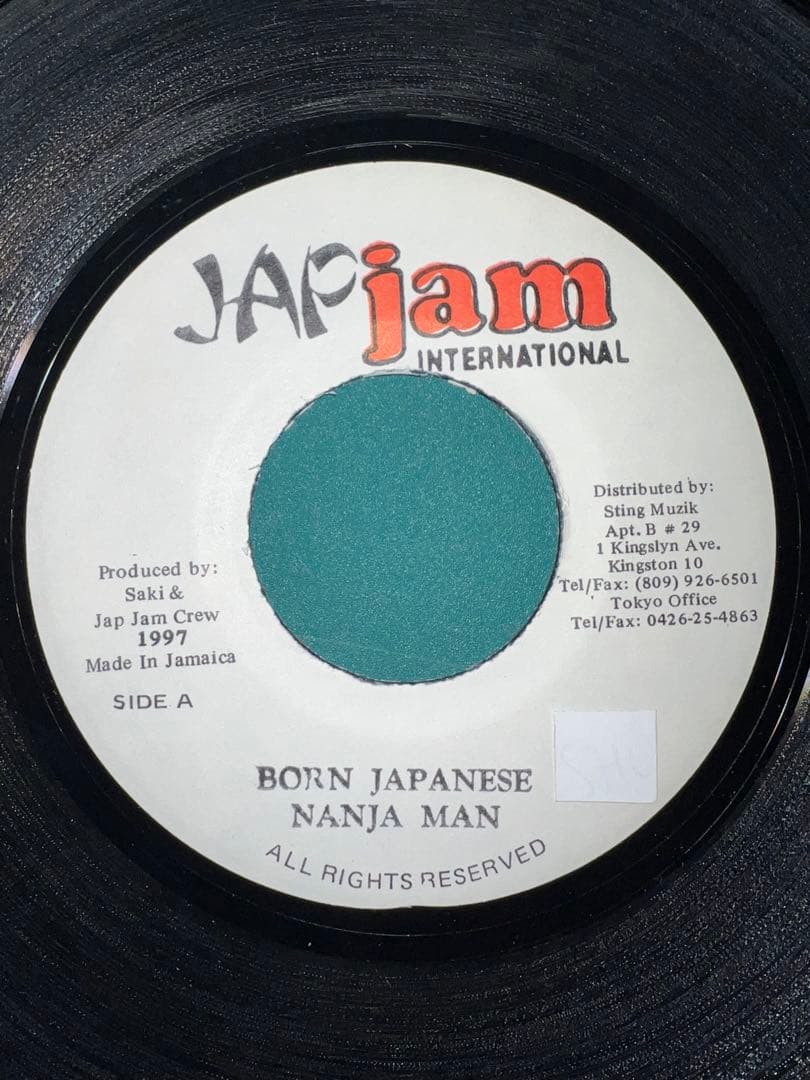 JAPjam
INTERNATIONAL
Distributed by:
Sting Muzik
Apt. B # 29
1 Kingslyn Ave.
Kingston 10
Tel/Fax: (809) 926-6501
Tokyo Office
Tel/Fax: 0426-25-4863
Produced by:
Saki &
Jap Jam Crew
1997
Made In Jamaica
SIDE A
BORN JAPANESE
NANJA MAN
ALL RIGHTS RESERVED